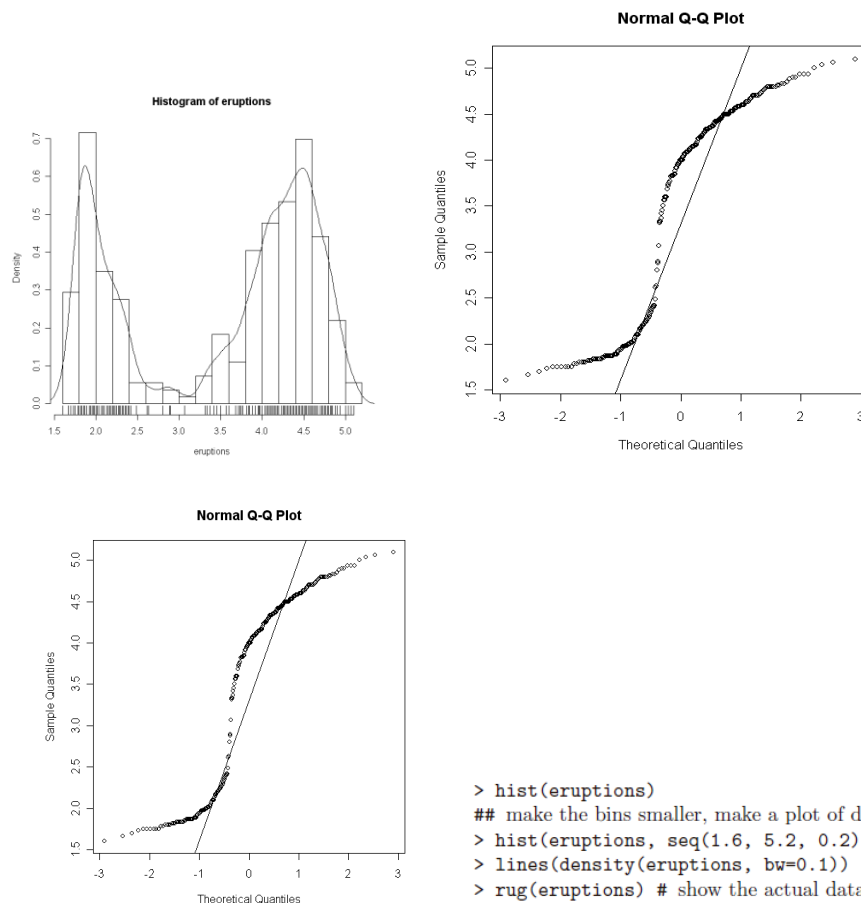 Normal Q-Q Plot
Histogram of eruptions
Density
0.0 0.1 0.2 0.3 0.4 0.5 0.6 0.7
1.5 2.0 2.5 3.0 3.5 4.0 4.5 5.0
eruptions
Sample Quantiles
1.5 2.0 2.5 3.0 3.5 4.0 4.5 5.0
-3 -2 -1 0 1 2 3
Theoretical Quantiles
Normal Q-Q Plot
Sample Quantiles
1.5 2.0 2.5 3.0 3.5 4.0 4.5 5.0
-3 -2 -1 0 1 2 3
Theoretical Quantiles
> hist(eruptions)
## make the bins smaller, make a plot of d
> hist(eruptions, seq(1.6, 5.2, 0.2)
> lines(density(eruptions, bw=0.1))
> rug(eruptions) # show the actual data